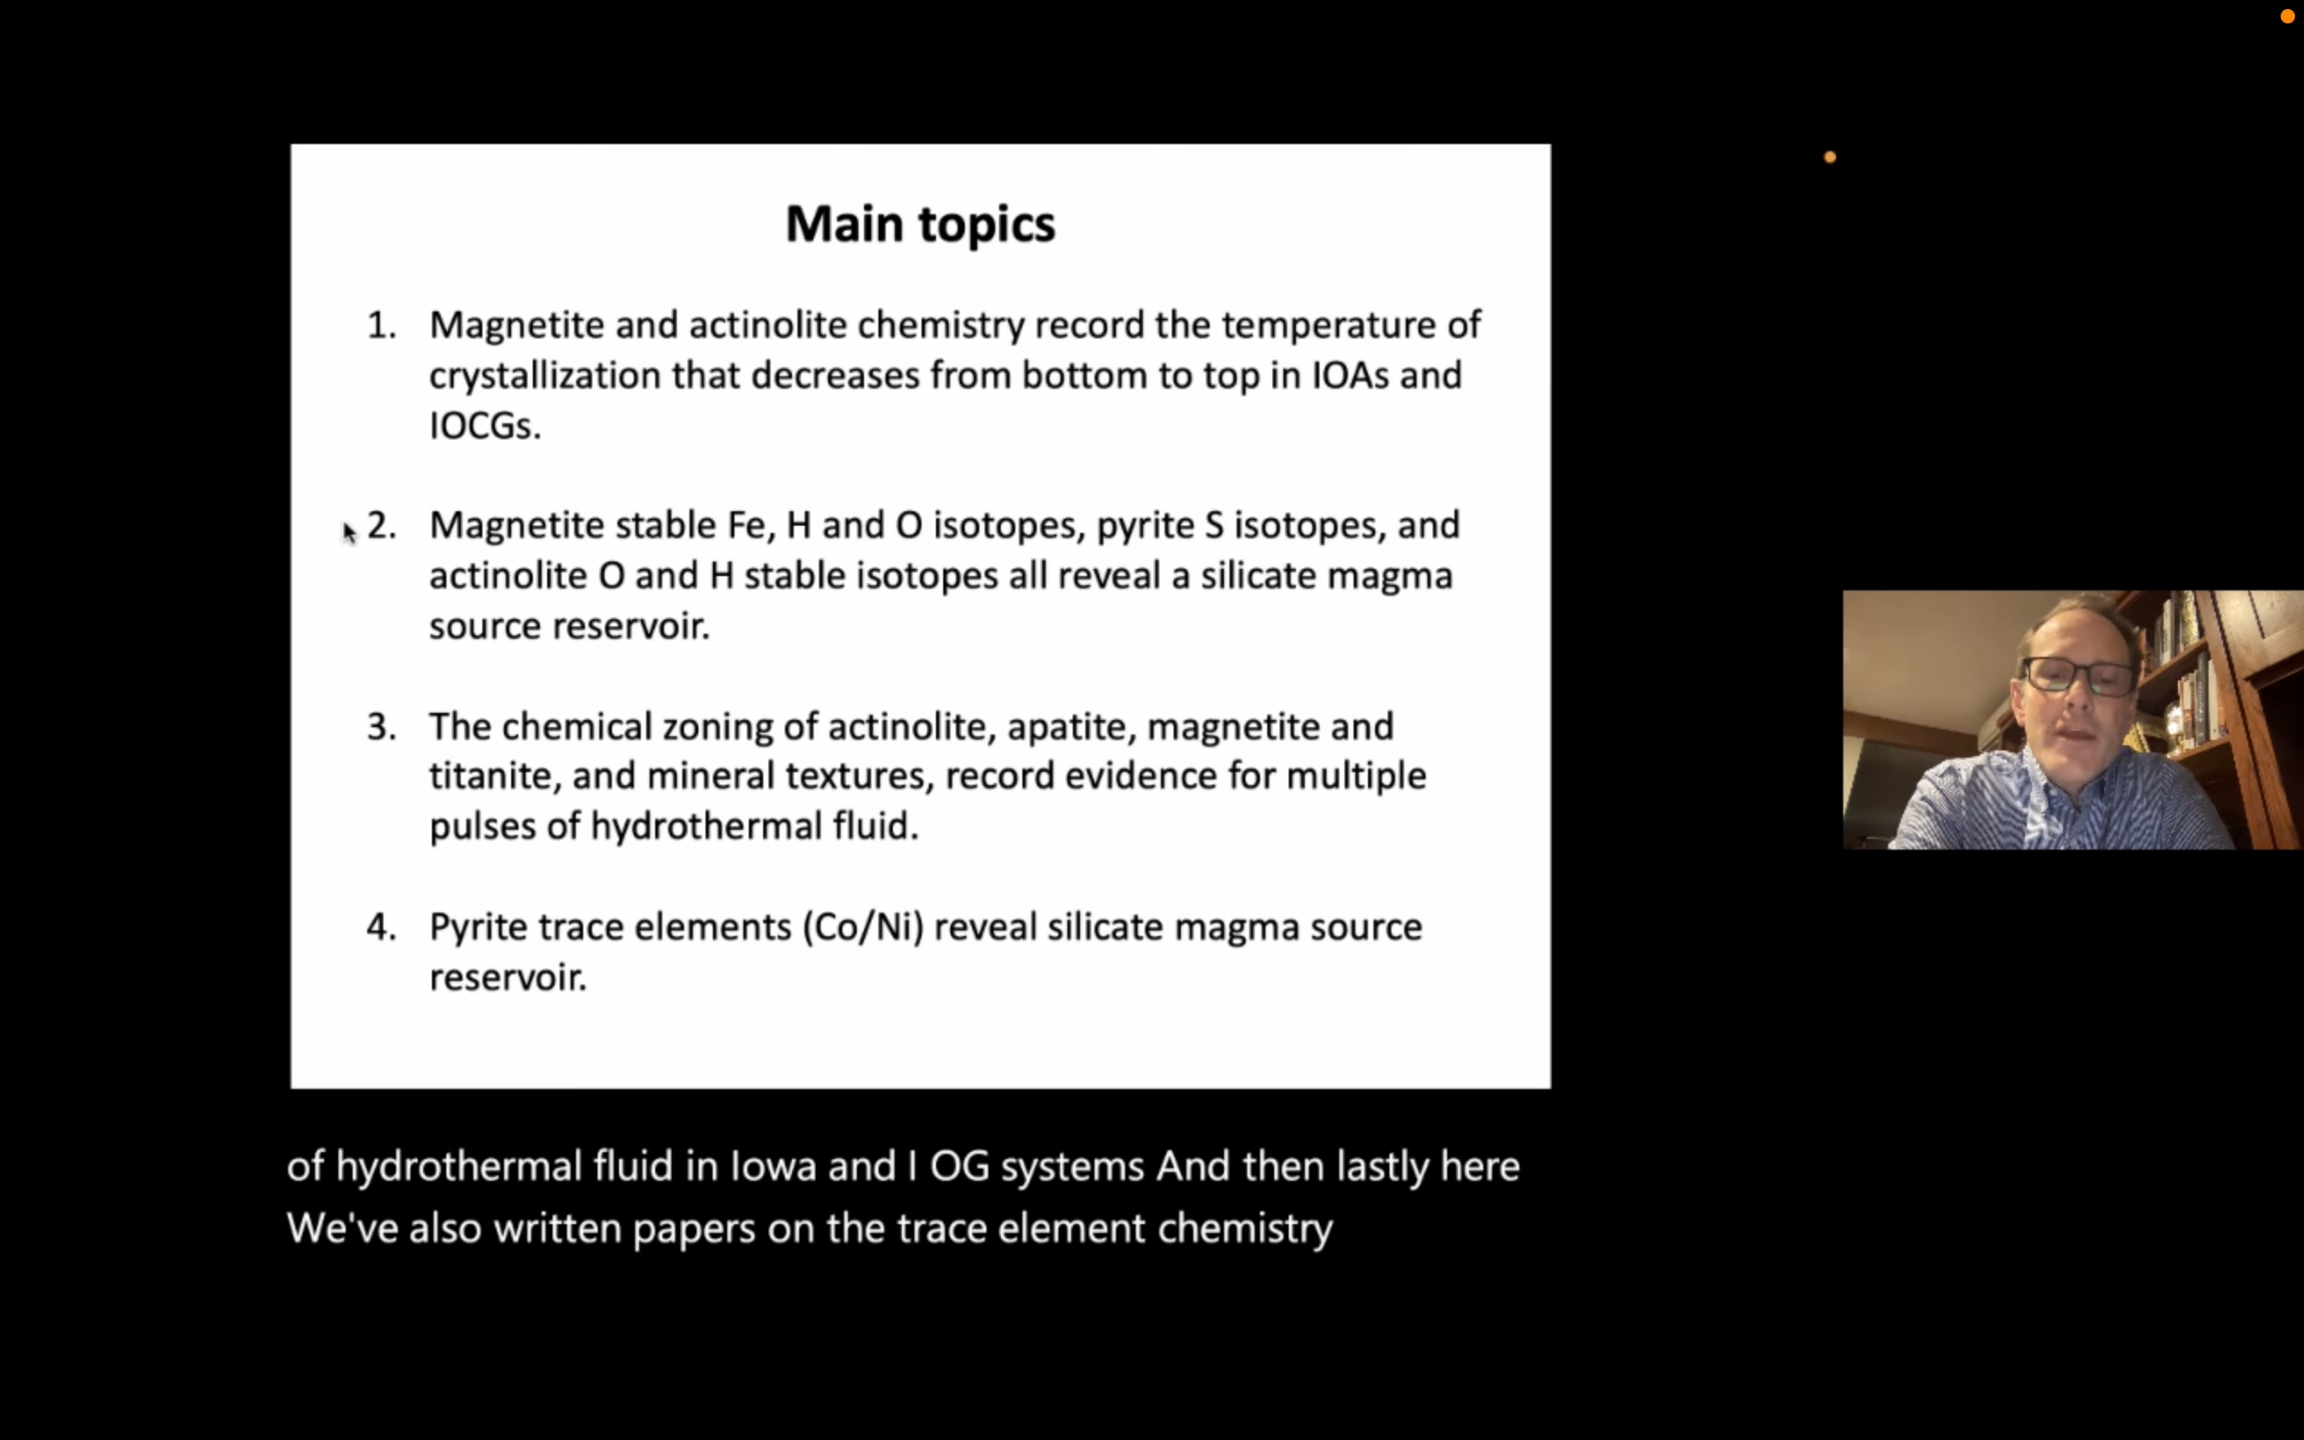 Main topics
1. Magnetite and actinolite chemistry record the temperature of
crystallization that decreases from bottom to top in IOAs and
IOCGs.
2. Magnetite stable Fe, H and O isotopes, pyrite S isotopes, and
actinolite O and H stable isotopes all reveal a silicate magma
source reservoir.
3. The chemical zoning of actinolite, apatite, magnetite and
titanite, and mineral textures, record evidence for multiple
pulses of hydrothermal fluid.
4. Pyrite trace elements (Co/Ni) reveal silicate magma source
reservoir.
of hydrothermal fluid in Iowa and I OG systems And then lastly here
We've also written papers on the trace element chemistry